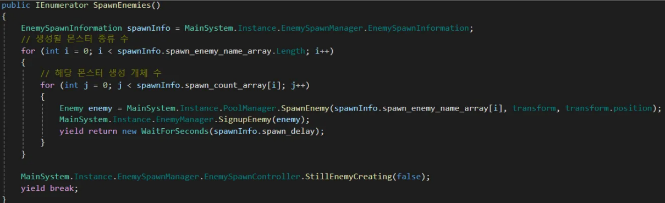 public IEnumerator SpawnEnemies()
{
EnemySpawnInformation spawnInfo = MainSystem.Instance.EnemySpawnManager.EnemySpawnInformation;
// 생성될 몬스터 종류 수
for (int i = 0; i < spawnInfo.spawn_enemy_name_array.Length; i++)
{
// 해당 몬스터 생성 개체 수
for (int j = 0; j < spawnInfo.spawn_count_array[i]; j++)
{
Enemy enemy = MainSystem.Instance.PoolManager.SpawnEnemy(spawnInfo.spawn_enemy_name_array[i], transform, transform.position);
MainSystem.Instance.EnemyManager.SignupEnemy(enemy);
yield return new WaitForSeconds(spawnInfo.spawn_delay);
}
}
MainSystem.Instance.EnemySpawnManager.EnemySpawnController.StillEnemyCreating(false);
yield break;
}